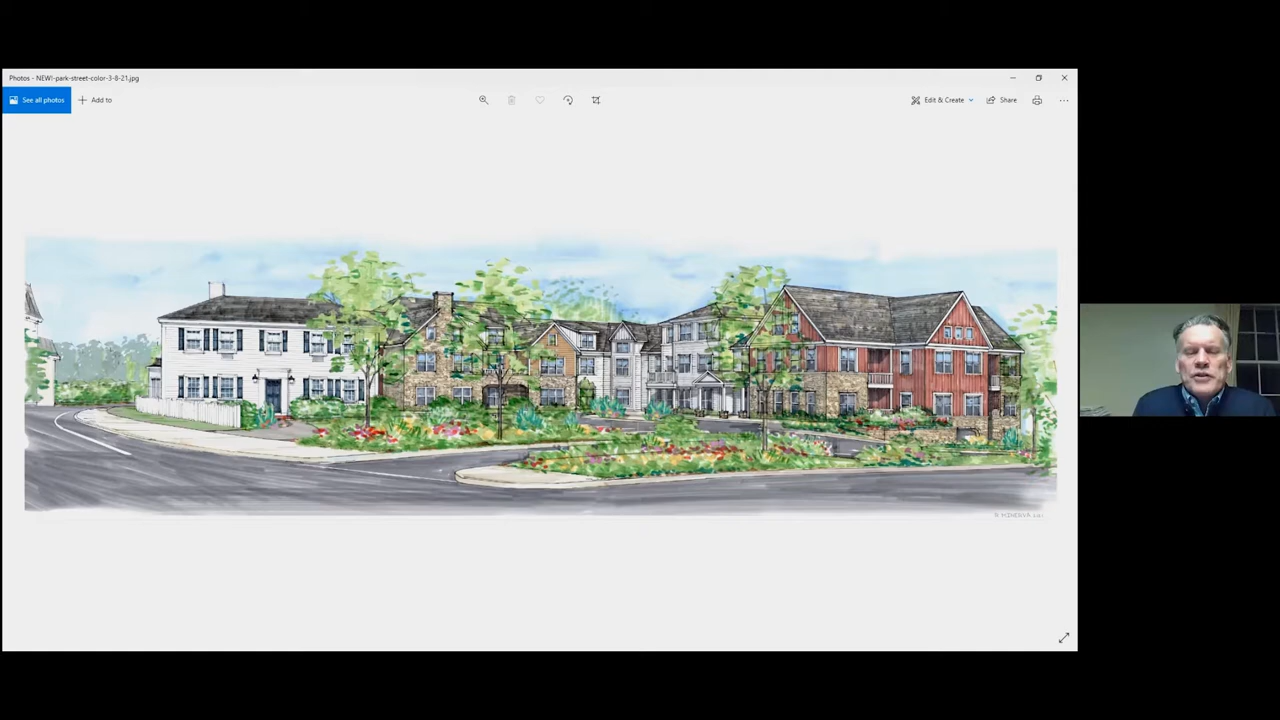 Photos - NEW!-park-street-color-3-8-21.jpg
See all photos
Add to
Edit & Create
Share